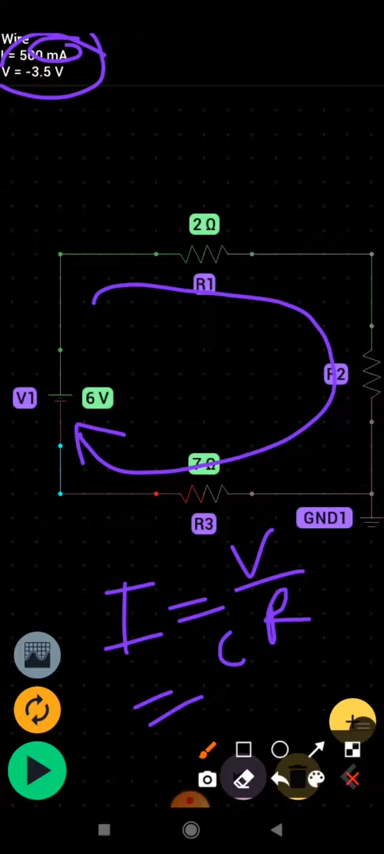 Wire
I = 500 mA
V = -3.5 V
2 Ω
R1
R2
V1
6 V
7 Ω
R3
GND1
I = V
R
=